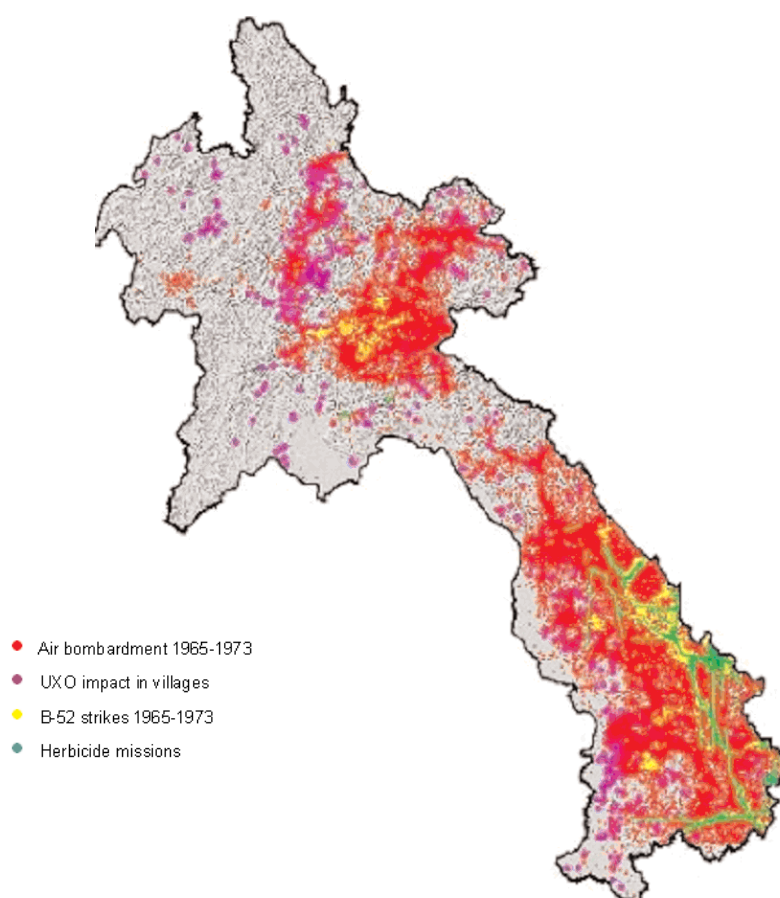 Air bombardment 1965-1973
UXO impact in villages
B-52 strikes 1965-1973
Herbicide missions